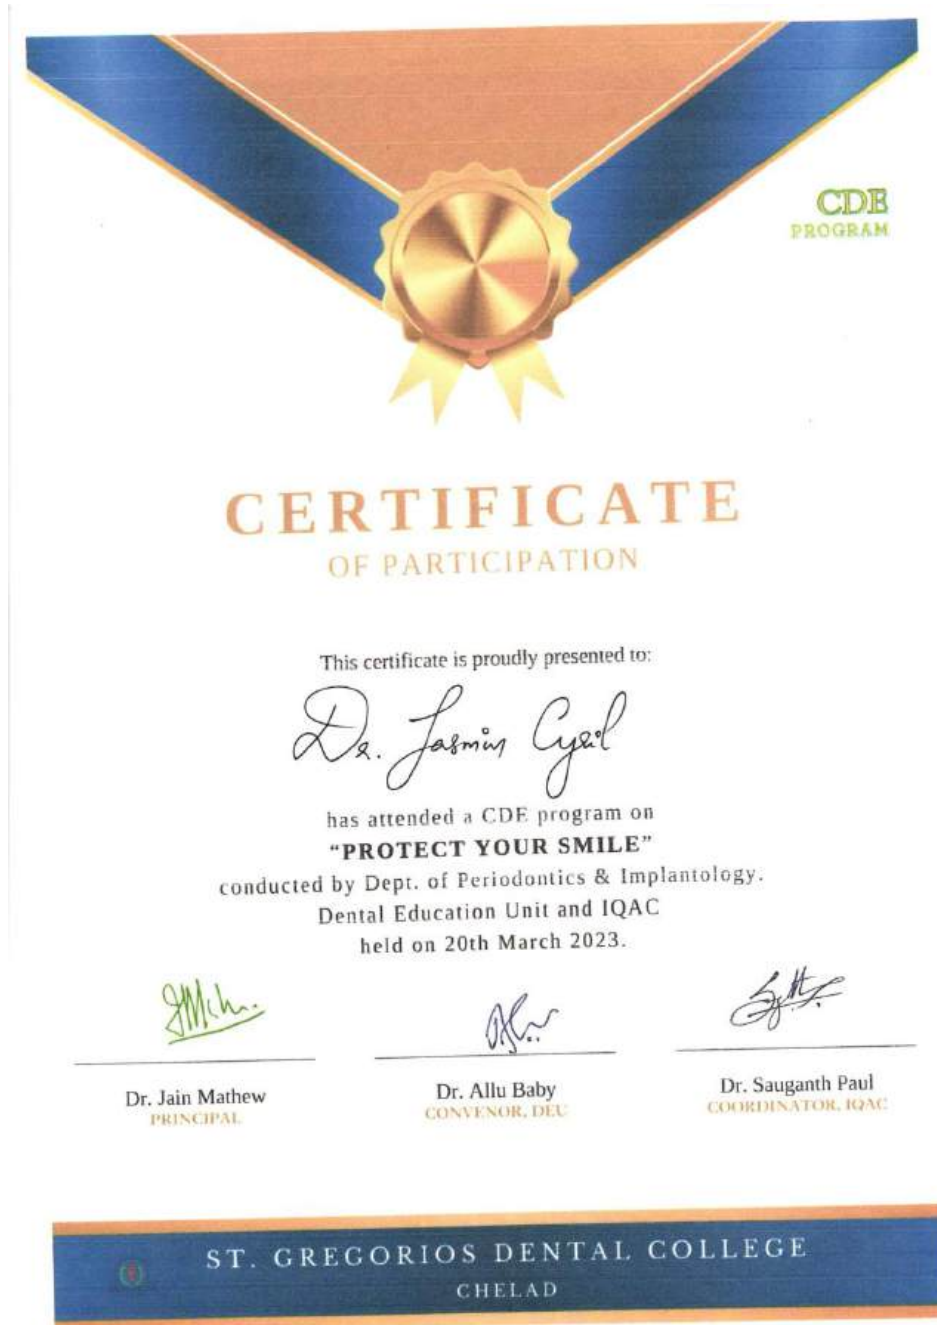 CDE
PROGRAM
CERTIFICATE
OF PARTICIPATION
This certificate is proudly presented to:
Dr. Jasmin Cyril
has attended a CDE program on
“PROTECT YOUR SMILE”
conducted by Dept. of Periodontics & Implantology.
Dental Education Unit and IQAC
held on 20th March 2023.
Dr. Jain Mathew
PRINCIPAL
Dr. Allu Baby
CONVENOR, DEU
Dr. Sauganth Paul
COORDINATOR, IQAC
ST. GREGORIOS DENTAL COLLEGE
CHELAD